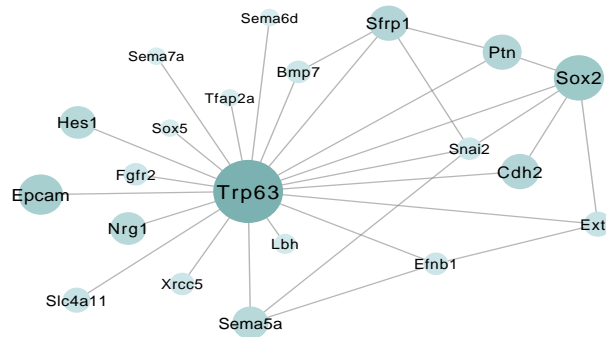 Sema6d
Sfrp1
Sema7a
Bmp7
Ptn
Sox2
Tfap2a
Hes1
Sox5
Snai2
Fgfr2
Cdh2
Epcam
Trp63
Nrg1
Ext
Lbh
Efnb1
Xrcc5
Slc4a11
Sema5a